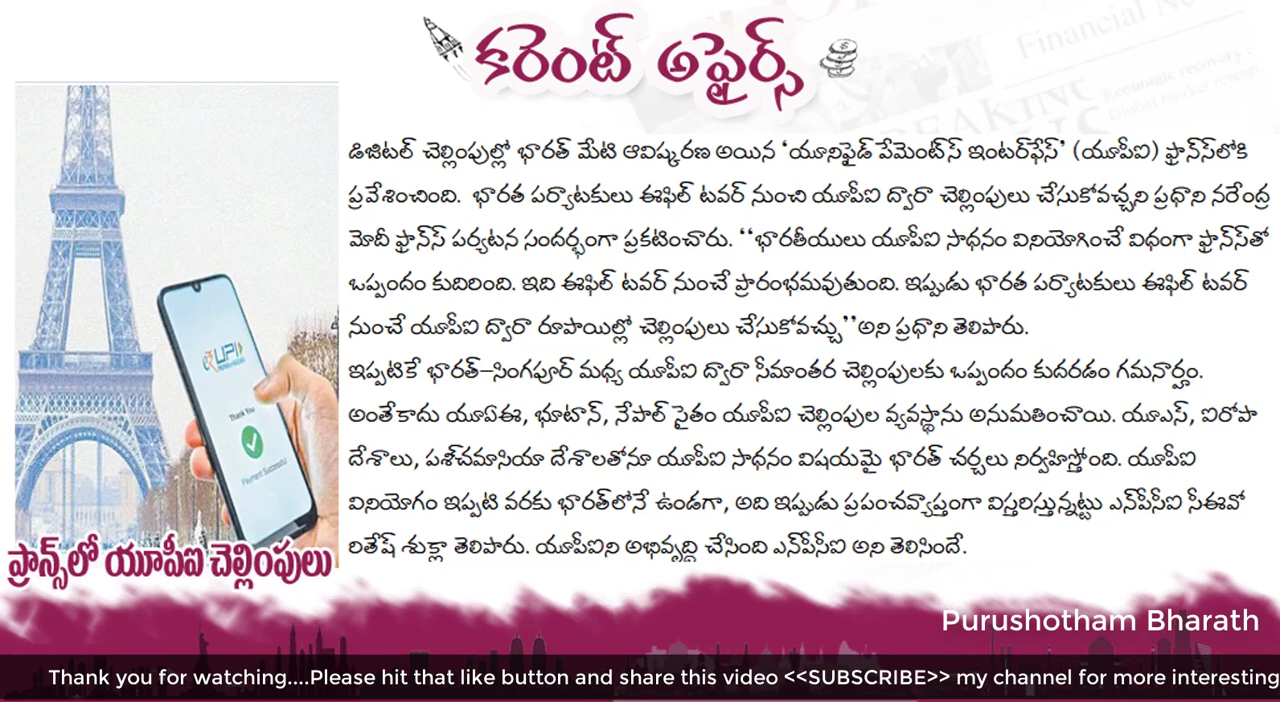 కరెంట్ అఫైర్స్
డిజిటల్ చెల్లింపుల్లో భారత్ మేటి ఆవిష్కరణ అయిన ‘యూనిఫైడ్ పేమెంట్‌స్ ఇంటర్‌ఫేస్’ (యూపీఐ) ఫ్రాన్స్‌లోకి
ప్రవేశించింది. భారత పర్యాటకులు ఈఫిల్ టవర్ నుంచి యూపీఐ ద్వారా చెల్లింపులు చేసుకోవచ్చని ప్రధాని నరేంద్ర
మోదీ ఫ్రాన్స్ పర్యటన సందర్భంగా ప్రకటించారు. ‘‘భారతీయులు యూపీఐ సాధనం వినియోగించే విధంగా ఫ్రాన్స్‌తో
ఒప్పందం కుదిరింది. ఇది ఈఫిల్ టవర్ నుంచే ప్రారంభమవుతుంది. ఇప్పుడు భారత పర్యాటకులు ఈఫిల్ టవర్
నుంచే యూపీఐ ద్వారా రూపాయిల్లో చెల్లింపులు చేసుకోవచ్చు’’అని ప్రధాని తెలిపారు.
ఇప్పటికే భారత్–సింగపూర్ మధ్య యూపీఐ ద్వారా సీమాంతర చెల్లింపులకు ఒప్పందం కుదరడం గమనార్హం.
అంతేకాదు యూఏఈ, భూటాన్, నేపాల్ సైతం యూపీఐ చెల్లింపుల వ్యవస్థాను అనుమతించాయి. యూఎస్, ఐరోపా
దేశాలు, పశ్చిమాసియా దేశాలతోనూ యూపీఐ సాధనం విషయమై భారత్ చర్చలు నిర్వహిస్తోంది. యూపీఐ
వినియోగం ఇప్పటి వరకు భారత్‌లోనే ఉండగా, అది ఇప్పుడు ప్రపంచవ్యాప్తంగా విస్తరిస్తున్నట్టు ఎన్‌పీసీఐ సీఈవో
రితేష్ శుక్లా తెలిపారు. యూపీఐని అభివృద్ది చేసింది ఎన్‌పీసీఐ అని తెలిసిందే.
UPI
Thank You
Payment Successful
ఫ్రాన్స్‌లో యూపీఐ చెల్లింపులు
Purushotham Bharath
Thank you for watching....Please hit that like button and share this video <<SUBSCRIBE>> my channel for more interesting